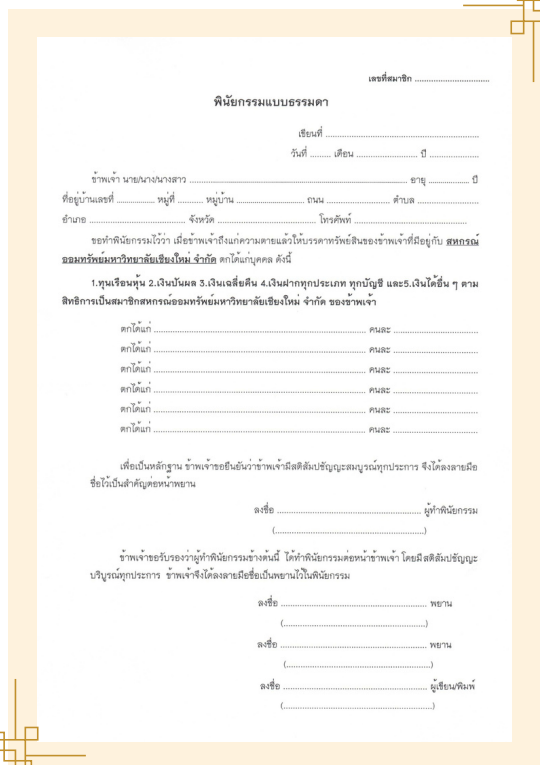 เลขที่สมาชิก ................................
พินัยกรรมแบบธรรมดา
เขียนที่ ................................................................
วันที่ ......... เดือน .......................... ปี .....................
ข้าพเจ้า นาย/นาง/นางสาว ............................................................................................ อายุ ................. ปี
ที่อยู่บ้านเลขที่ ................ หมู่ที่ ........... หมู่บ้าน ............................. ถนน ........................... ตำบล ..........................
อำเภอ ......................................... จังหวัด ......................................... โทรศัพท์ ................................................
ขอทำพินัยกรรมไว้ว่า เมื่อข้าพเจ้าถึงแก่ความตายแล้วให้บรรดาทรัพย์สินของข้าพเจ้าที่มีอยู่กับ สหกรณ์
ออมทรัพย์มหาวิทยาลัยเชียงใหม่ จำกัด ตกได้แก่บุคคล ดังนี้
1.ทุนเรือนหุ้น 2.เงินปันผล 3.เงินเฉลี่ยคืน 4.เงินฝากทุกประเภท ทุกบัญชี และ5.เงินได้อื่น ๆ ตาม
สิทธิการเป็นสมาชิกสหกรณ์ออมทรัพย์มหาวิทยาลัยเชียงใหม่ จำกัด ของข้าพเจ้า
ตกได้แก่ ........................................................................................ คนละ ...................................
ตกได้แก่ ........................................................................................ คนละ ...................................
ตกได้แก่ ........................................................................................ คนละ ...................................
ตกได้แก่ ........................................................................................ คนละ ...................................
ตกได้แก่ ........................................................................................ คนละ ...................................
ตกได้แก่ ........................................................................................ คนละ ...................................
เพื่อเป็นหลักฐาน ข้าพเจ้าขอยืนยันว่าข้าพเจ้ามีสติสัมปชัญญะสมบูรณ์ทุกประการ จึงได้ลงลายมือ
ชื่อไว้เป็นสำคัญต่อหน้าพยาน
ลงชื่อ ............................................................ ผู้ทำพินัยกรรม
(...............................................................)
ข้าพเจ้าขอรับรองว่าผู้ทำพินัยกรรมข้างต้นนี้ ได้ทำพินัยกรรมต่อหน้าข้าพเจ้า โดยมีสติสัมปชัญญะ
บริบูรณ์ทุกประการ ข้าพเจ้าจึงได้ลงลายมือชื่อเป็นพยานไว้ในพินัยกรรม
ลงชื่อ ............................................................. พยาน
(.............................................................)
ลงชื่อ ............................................................. พยาน
(.............................................................)
ลงชื่อ ............................................................. ผู้เขียน/พิมพ์
(...............................................................)